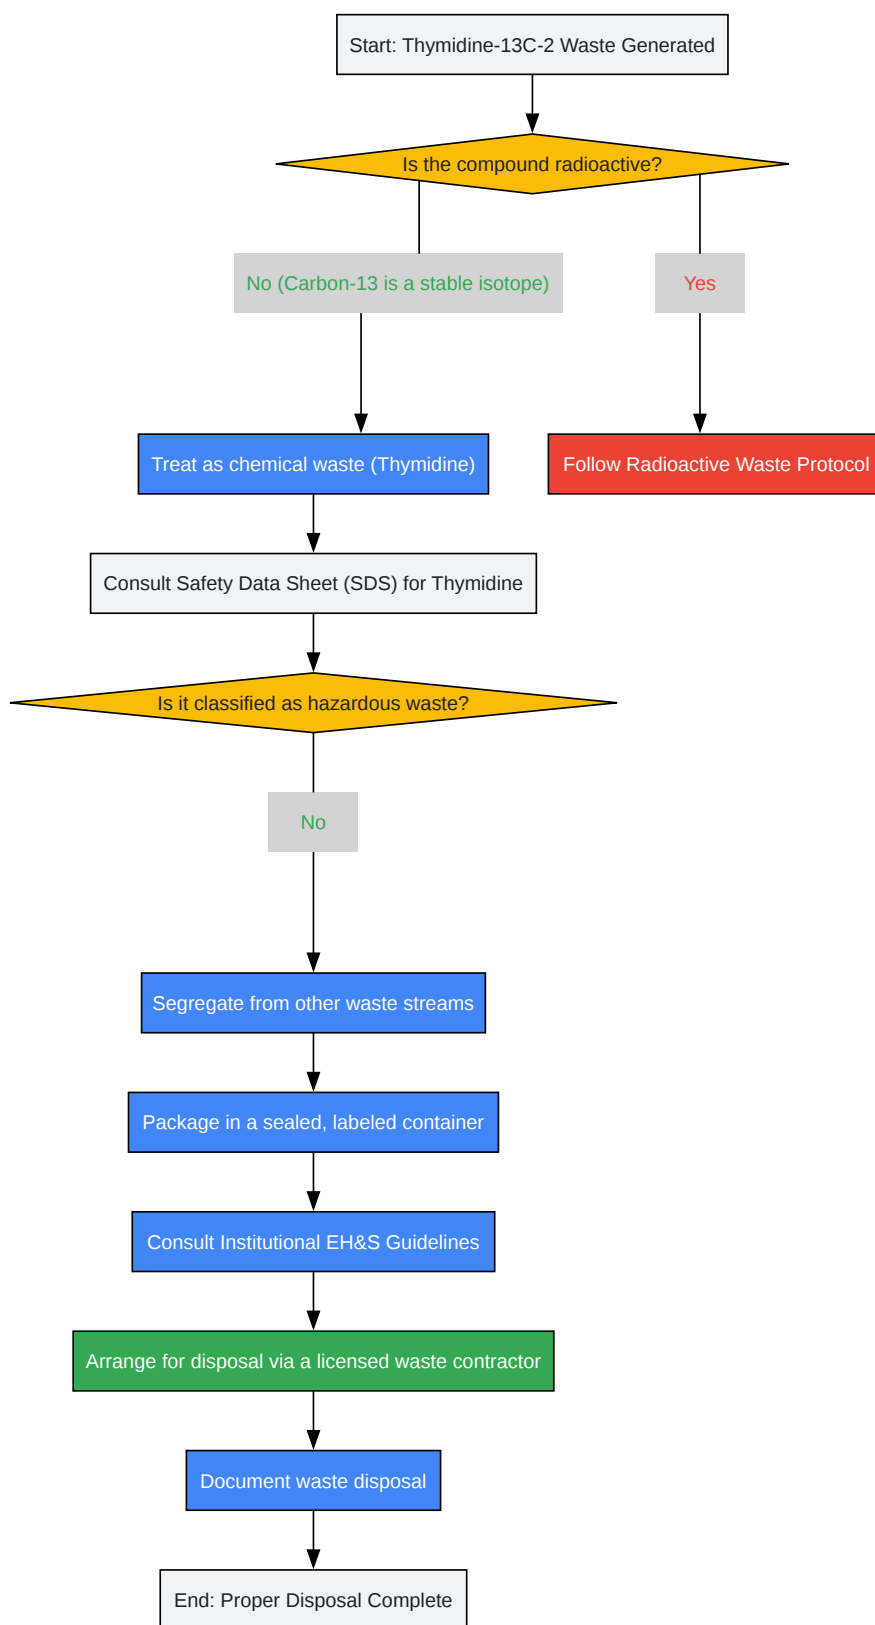 Start: Thymidine-13C-2 Waste Generated
Is the compound radioactive?
No (Carbon-13 is a stable isotope)
Yes
Treat as chemical waste (Thymidine)
Follow Radioactive Waste Protocol
Consult Safety Data Sheet (SDS) for Thymidine
Is it classified as hazardous waste?
No
Segregate from other waste streams
Package in a sealed, labeled container
Consult Institutional EH&S Guidelines
Arrange for disposal via a licensed waste contractor
Document waste disposal
End: Proper Disposal Complete